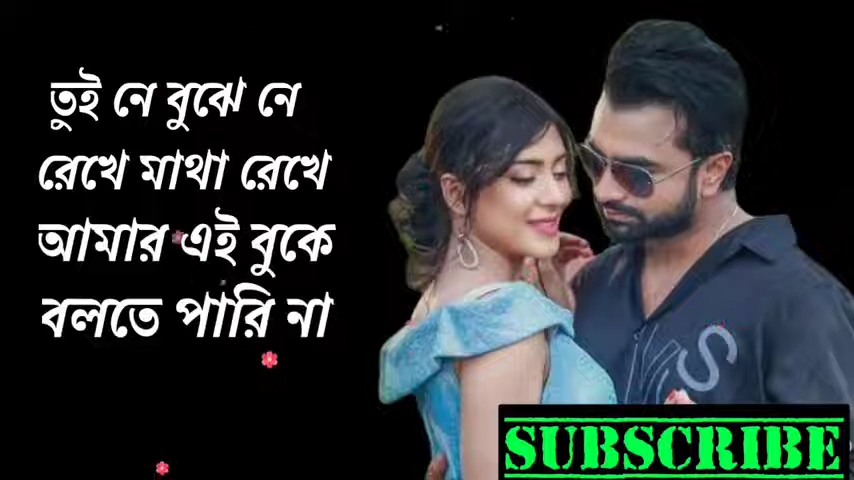 তুই নে বুঝে নে
রেখে মাথা রেখে
আমার এই বুকে
বলতে পারি না
SUBSCRIBE